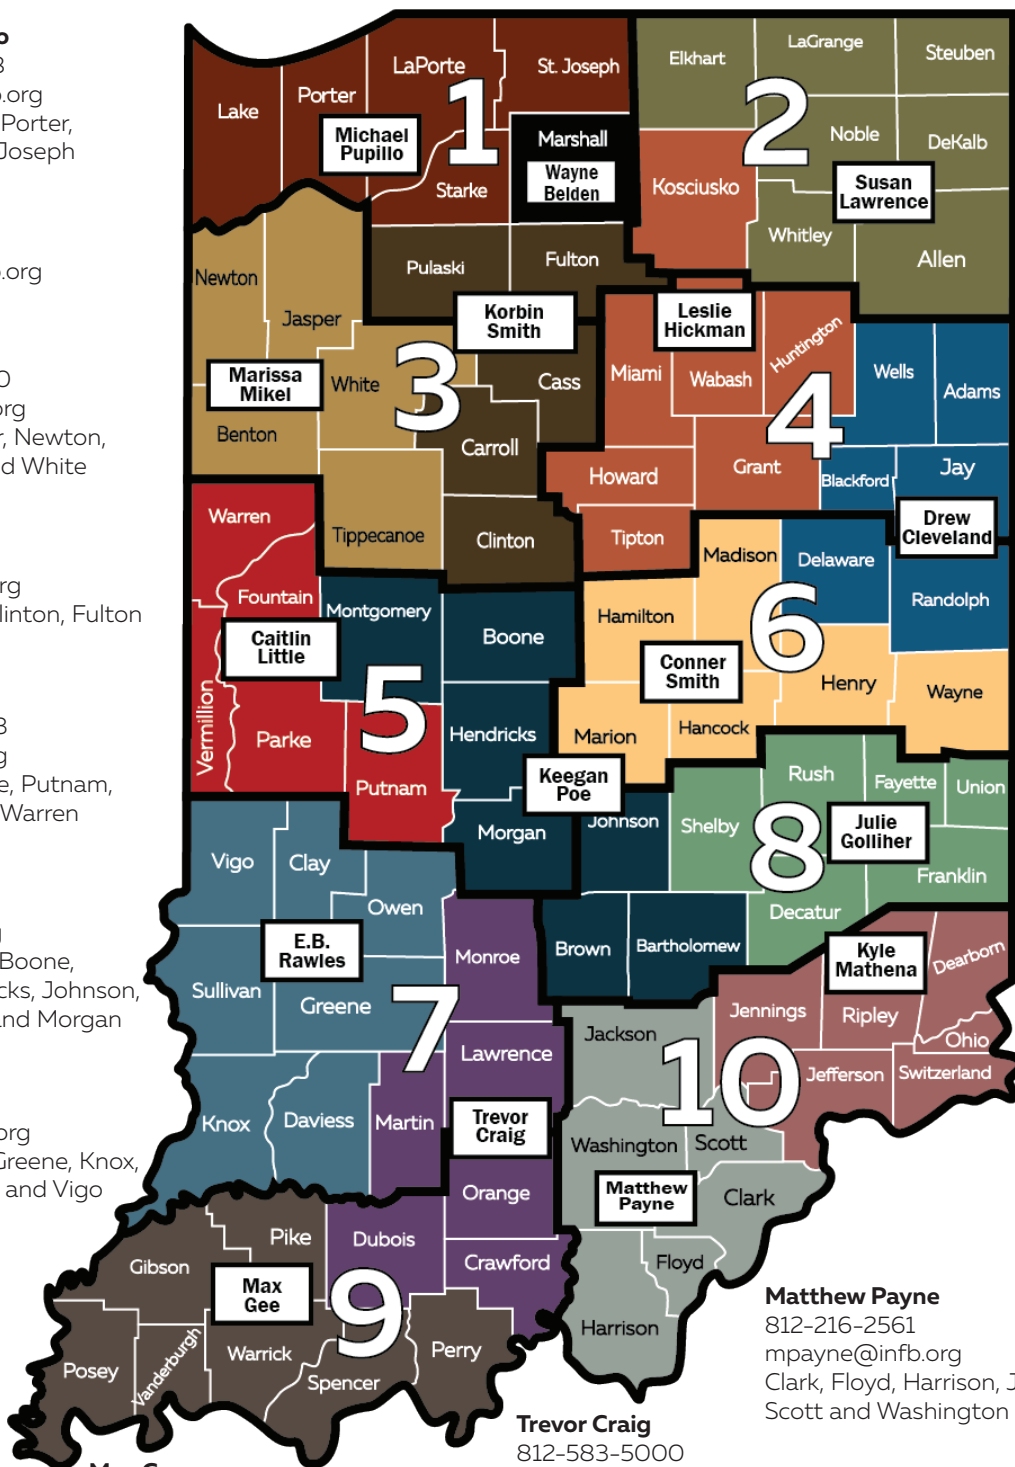 o
3
o.org
Porter,
Joseph
o.org
0
org
r, Newton,
d White
rg
linton, Fulton
3
g
e, Putnam,
Warren
Boone,
cks, Johnson,
and Morgan
org
Greene, Knox,
and Vigo
Lake
Porter
LaPorte
St. Joseph
1
Michael
Pupillo
Starke
Marshall
Wayne
Belden
Pulaski
Fulton
Elkhart
LaGrange
Steuben
2
Noble
DeKalb
Kosciusko
Susan
Lawrence
Whitley
Allen
Newton
Jasper
Korbin
Smith
Marissa
Mikel
White
3
Cass
Benton
Carroll
Tippecanoe
Clinton
Leslie
Hickman
Miami
Wabash
Huntington
Wells
Adams
4
Howard
Grant
Blackford
Jay
Tipton
Drew
Cleveland
Warren
Fountain
Montgomery
Boone
Caitlin
Little
5
Vermillion
Parke
Putnam
Hendricks
Morgan
Madison
Delaware
Randolph
Hamilton
6
Conner
Smith
Henry
Wayne
Marion
Hancock
Keegan
Poe
Johnson
Shelby
Rush
Fayette
Union
8
Julie
Golliher
Franklin
Decatur
Brown
Bartholomew
Vigo
Clay
Owen
E.B.
Rawles
Monroe
Sullivan
Greene
7
Lawrence
Knox
Daviess
Martin
Trevor
Craig
Orange
Kyle
Mathena
Dearborn
Jennings
Ripley
Ohio
Jackson
10
Jefferson
Switzerland
Washington
Scott
Matthew
Payne
Clark
Floyd
Harrison
Pike
Dubois
Crawford
Gibson
Max
Gee
9
Posey
Vanderburgh
Warrick
Spencer
Perry
Matthew Payne
812-216-2561
mpayne@infb.org
Clark, Floyd, Harrison, J
Scott and Washington
Trevor Craig
812-583-5000